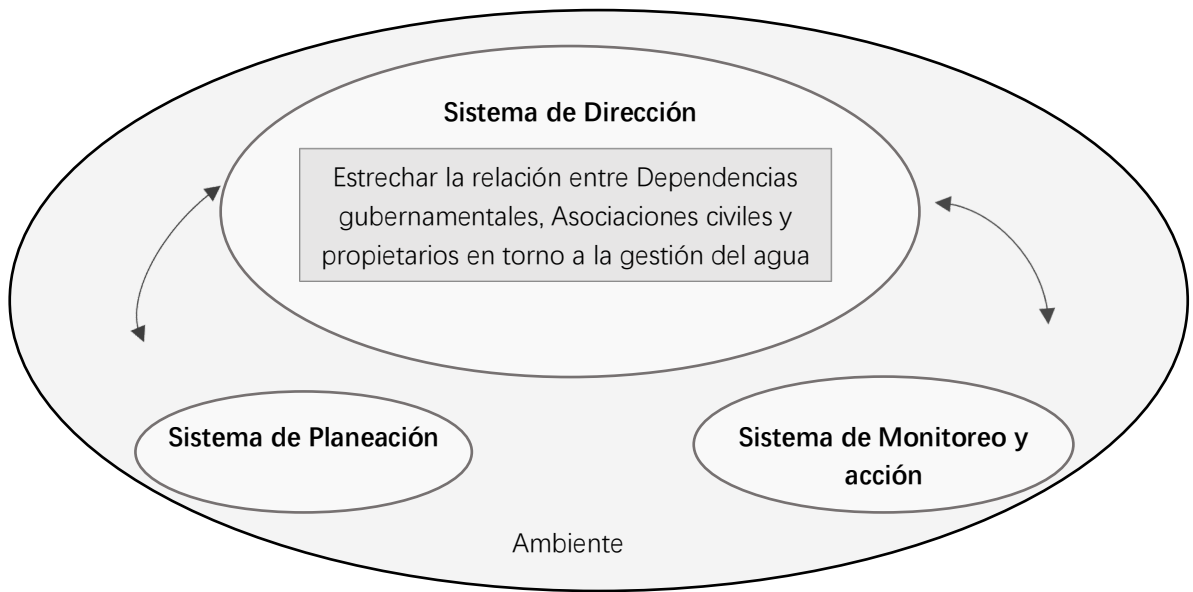 Sistema de Dirección
Estrechar la relación entre Dependencias
gubernamentales, Asociaciones civiles y
propietarios en torno a la gestión del agua
Sistema de Planeación
Sistema de Monitoreo y
acción
Ambiente